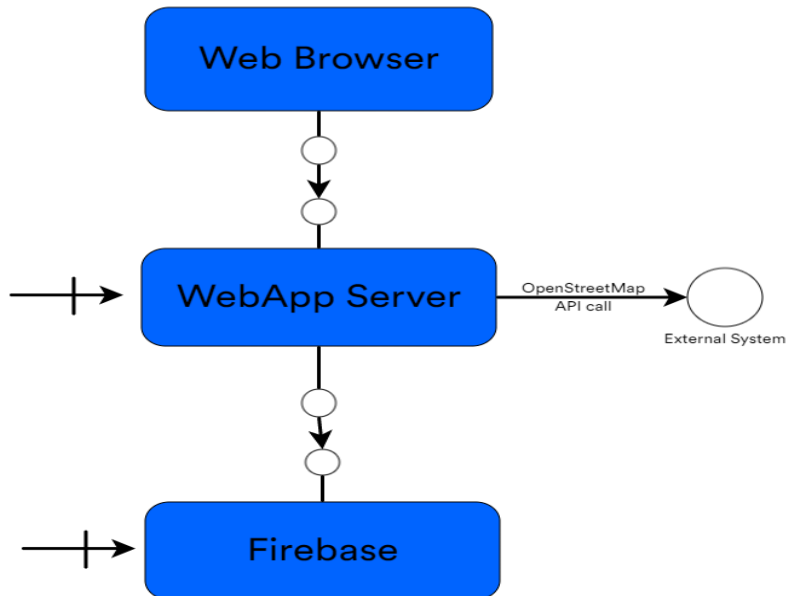 Web Browser
WebApp Server
OpenStreetMap
API call
External System
Firebase